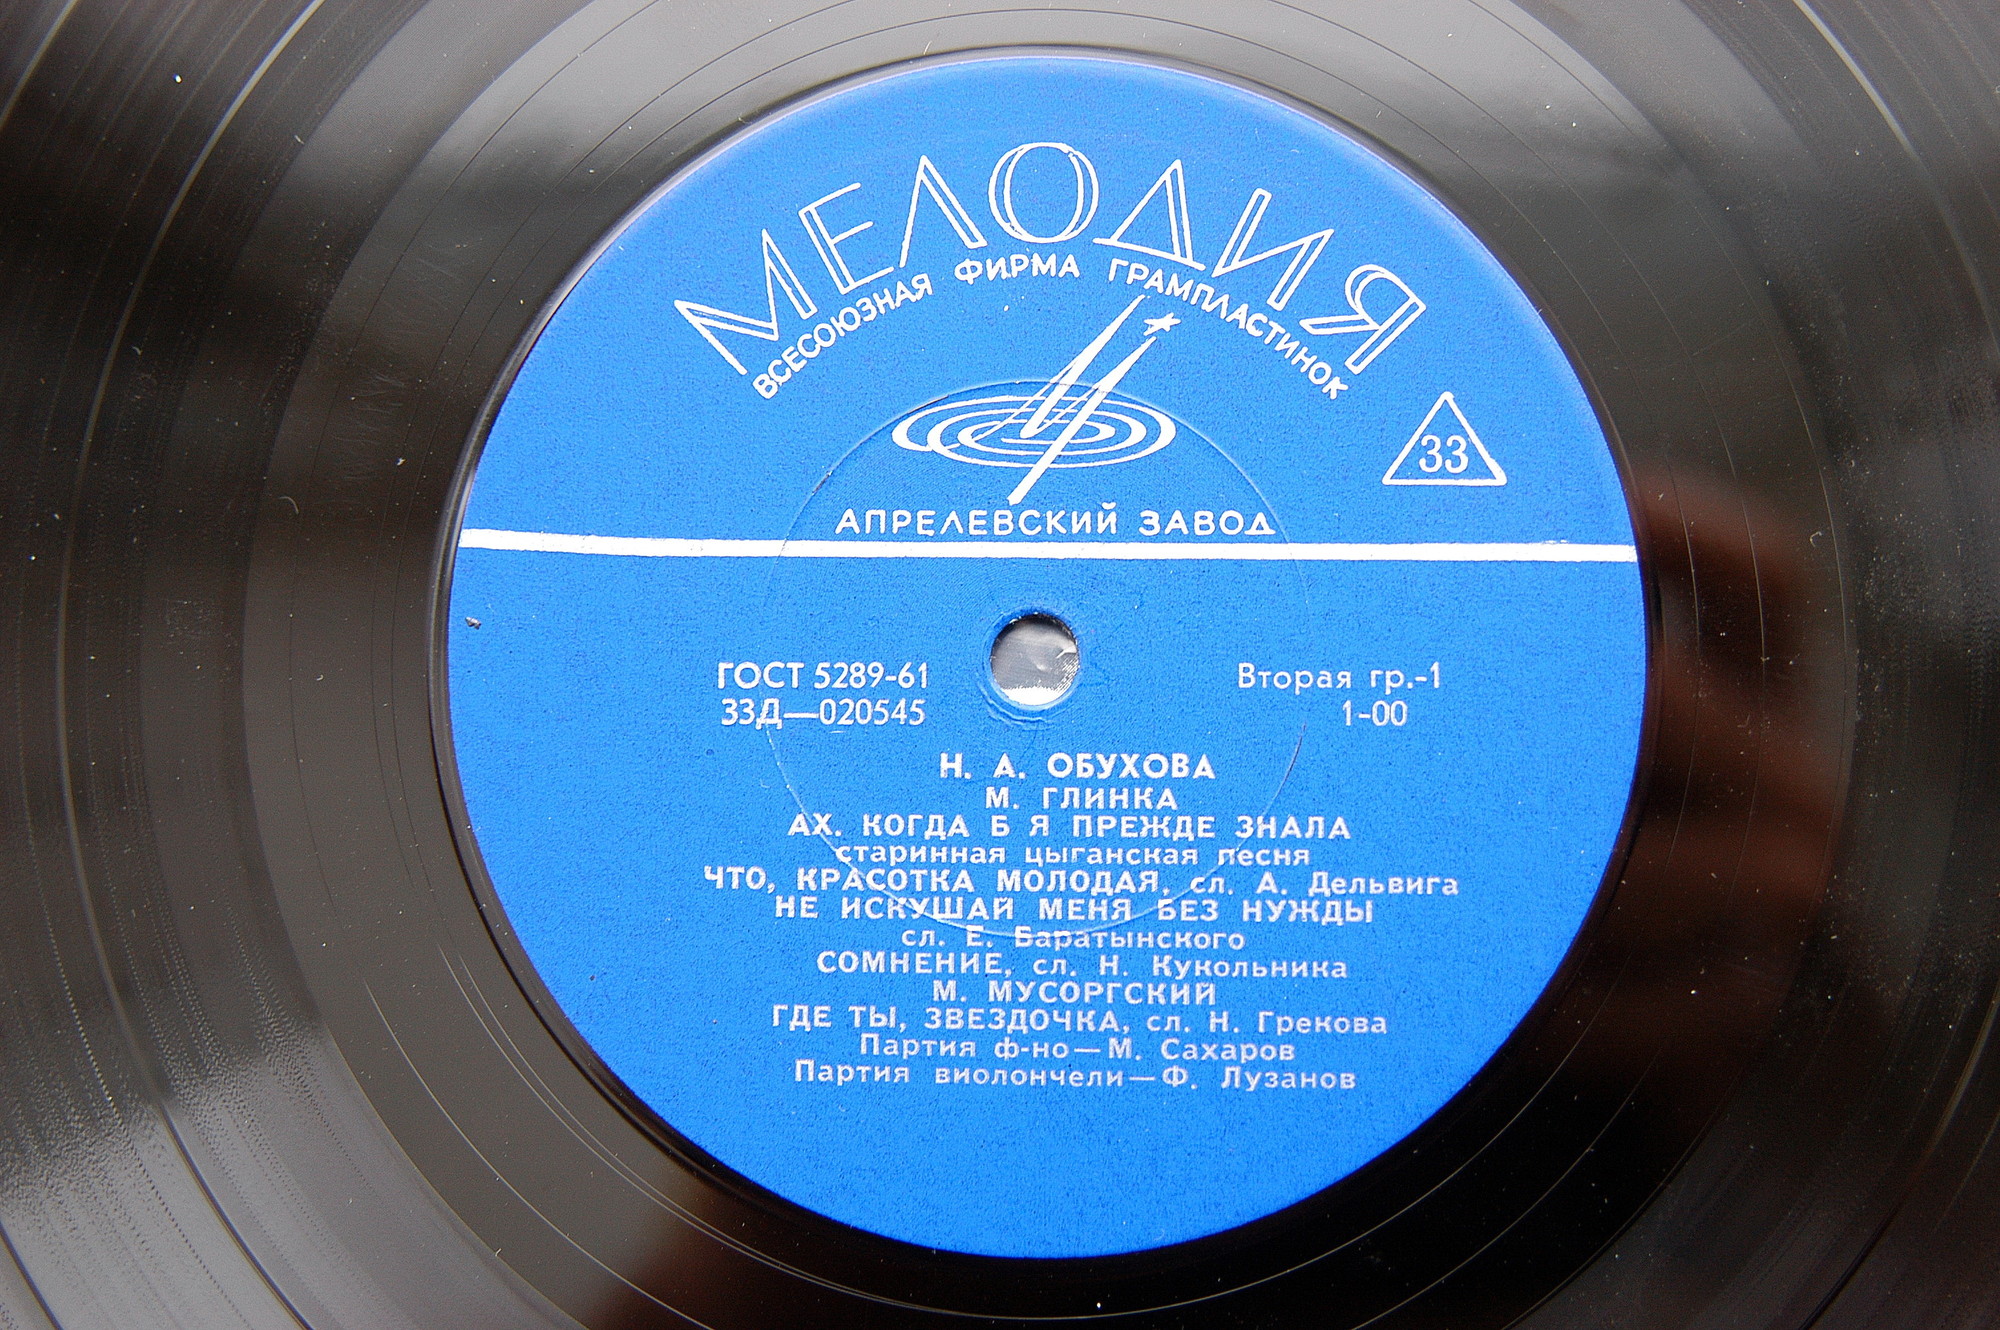 МЕЛОДИЯ
ВСЕСОЮЗНАЯ ФИРМА ГРАМПЛАСТИНОК
33
АПРЕЛЕВСКИЙ ЗАВОД
ГОСТ 5289-61
Вторая гр.-1
33Д—020545
1-00
Н. А. ОБУХОВА
М. ГЛИНКА
АХ. КОГДА Б Я ПРЕЖДЕ ЗНАЛА
старинная цыганская песня
ЧТО, КРАСОТКА МОЛОДАЯ, сл. А. Дельвига
НЕ ИСКУШАЙ МЕНЯ БЕЗ НУЖДЫ
сл. Е. Баратынского
СОМНЕНИЕ, сл. Н. Кукольника
М. МУСОРГСКИЙ
ГДЕ ТЫ, ЗВЕЗДОЧКА, сл. Н. Грекова
Партия ф-но—М. Сахаров
Партия виолончели—Ф. Лузанов